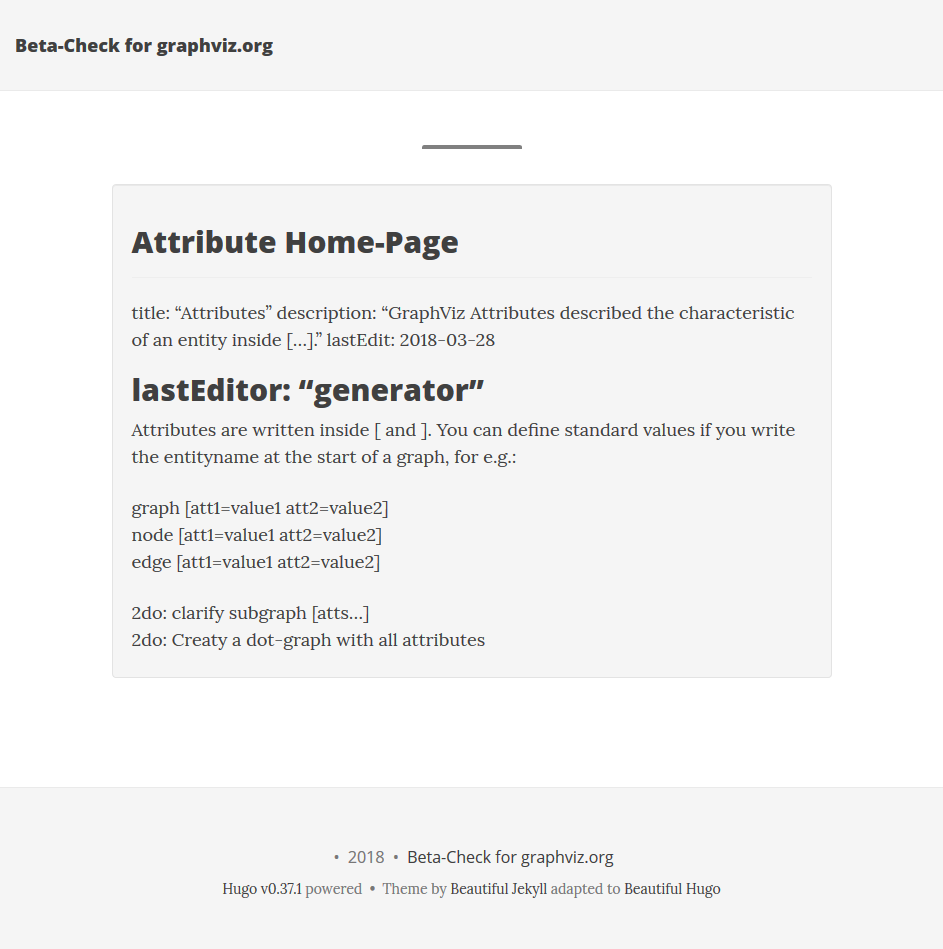 Beta-Check for graphviz.org
Attribute Home-Page
title: “Attributes” description: “GraphViz Attributes described the characteristic
of an entity inside […].” lastEdit: 2018-03-28
lastEditor: “generator”
Attributes are written inside [ and ]. You can define standard values if you write
the entityname at the start of a graph, for e.g.:
graph [att1=value1 att2=value2]
node [att1=value1 att2=value2]
edge [att1=value1 att2=value2]
2do: clarify subgraph [atts…]
2do: Creaty a dot-graph with all attributes
• 2018 • Beta-Check for graphviz.org
Hugo v0.37.1 powered • Theme by Beautiful Jekyll adapted to Beautiful Hugo